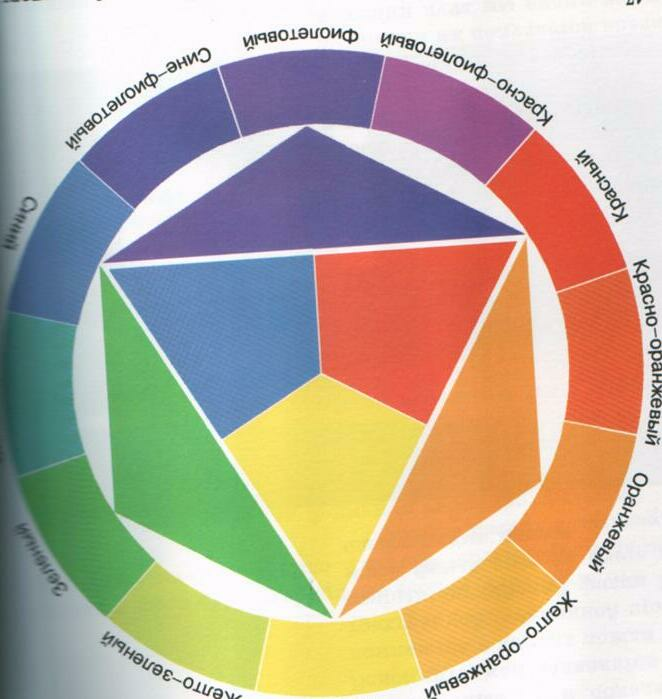 Фиолетовый
Красно-фиолетовый
Красный
Красно-оранжевый
Оранжевый
Желто-оранжевый
Желто-зеленый
Зеленый
Синий
Сине-фиолетовый